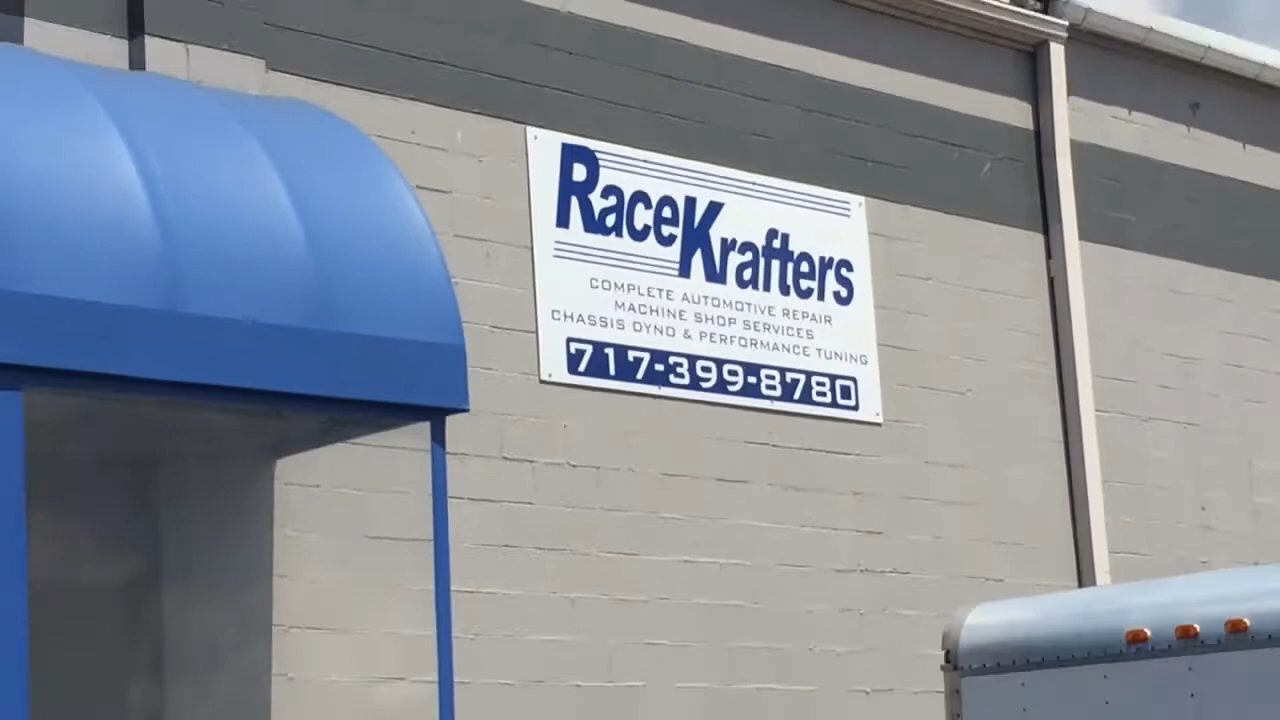 RaceKrafters
COMPLETE AUTOMOTIVE REPAIR
MACHINE SHOP SERVICES
CHASSIS DYNO & PERFORMANCE TUNING
717-399-8780